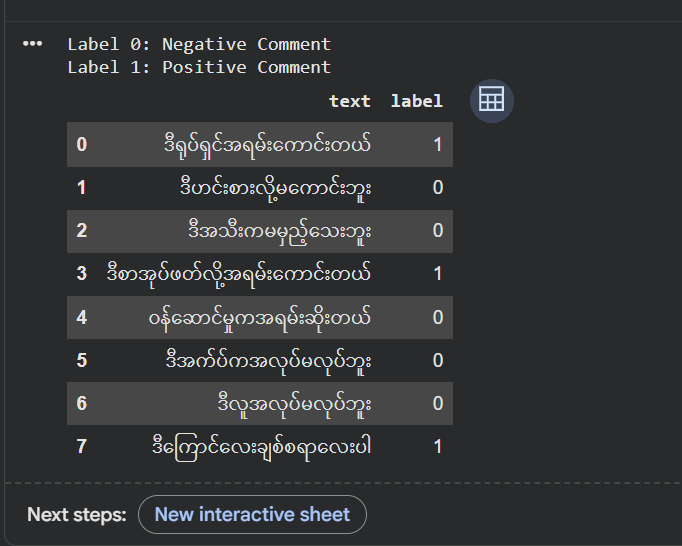 Label 0: Negative Comment
Label 1: Positive Comment
text label
0 ဒီရုပ်ရှင်အရမ်းကောင်းတယ် 1
1 ဒီဟင်းစားလို့မကောင်းဘူး 0
2 ဒီအသီးကမမှည့်သေးဘူး 0
3 ဒီစာအုပ်ဖတ်လို့အရမ်းကောင်းတယ် 1
4 ဝန်ဆောင်မှုကအရမ်းဆိုးတယ် 0
5 ဒီအက်ပ်ကအလုပ်မလုပ်ဘူး 0
6 ဒီလူအလုပ်မလုပ်ဘူး 0
7 ဒီကြောင်လေးချစ်စရာလေးပါ 1
Next steps: New interactive sheet